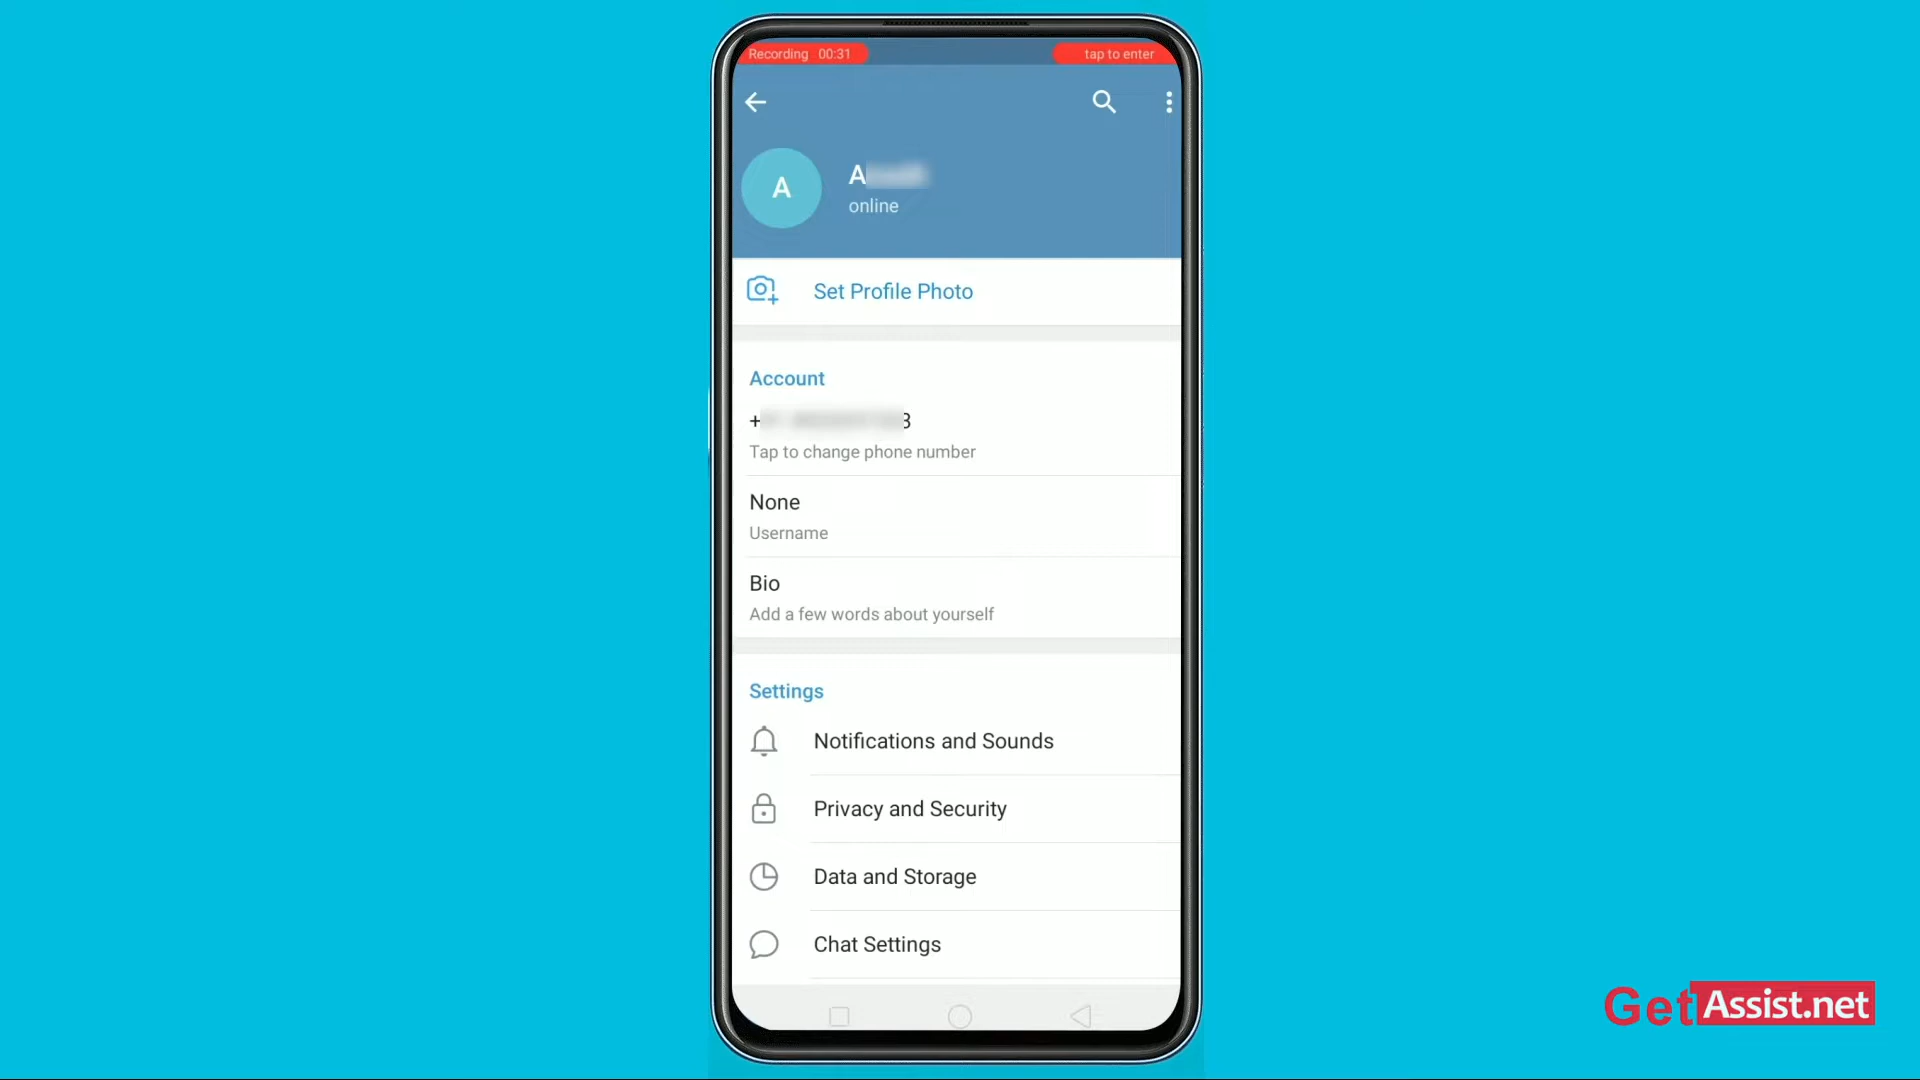 Recording 00:31 tap to enter
A
A
online
Set Profile Photo
Account
+ 3
Tap to change phone number
None
Username
Bio
Add a few words about yourself
Settings
Notifications and Sounds
Privacy and Security
Data and Storage
Chat Settings
GetAssist.net